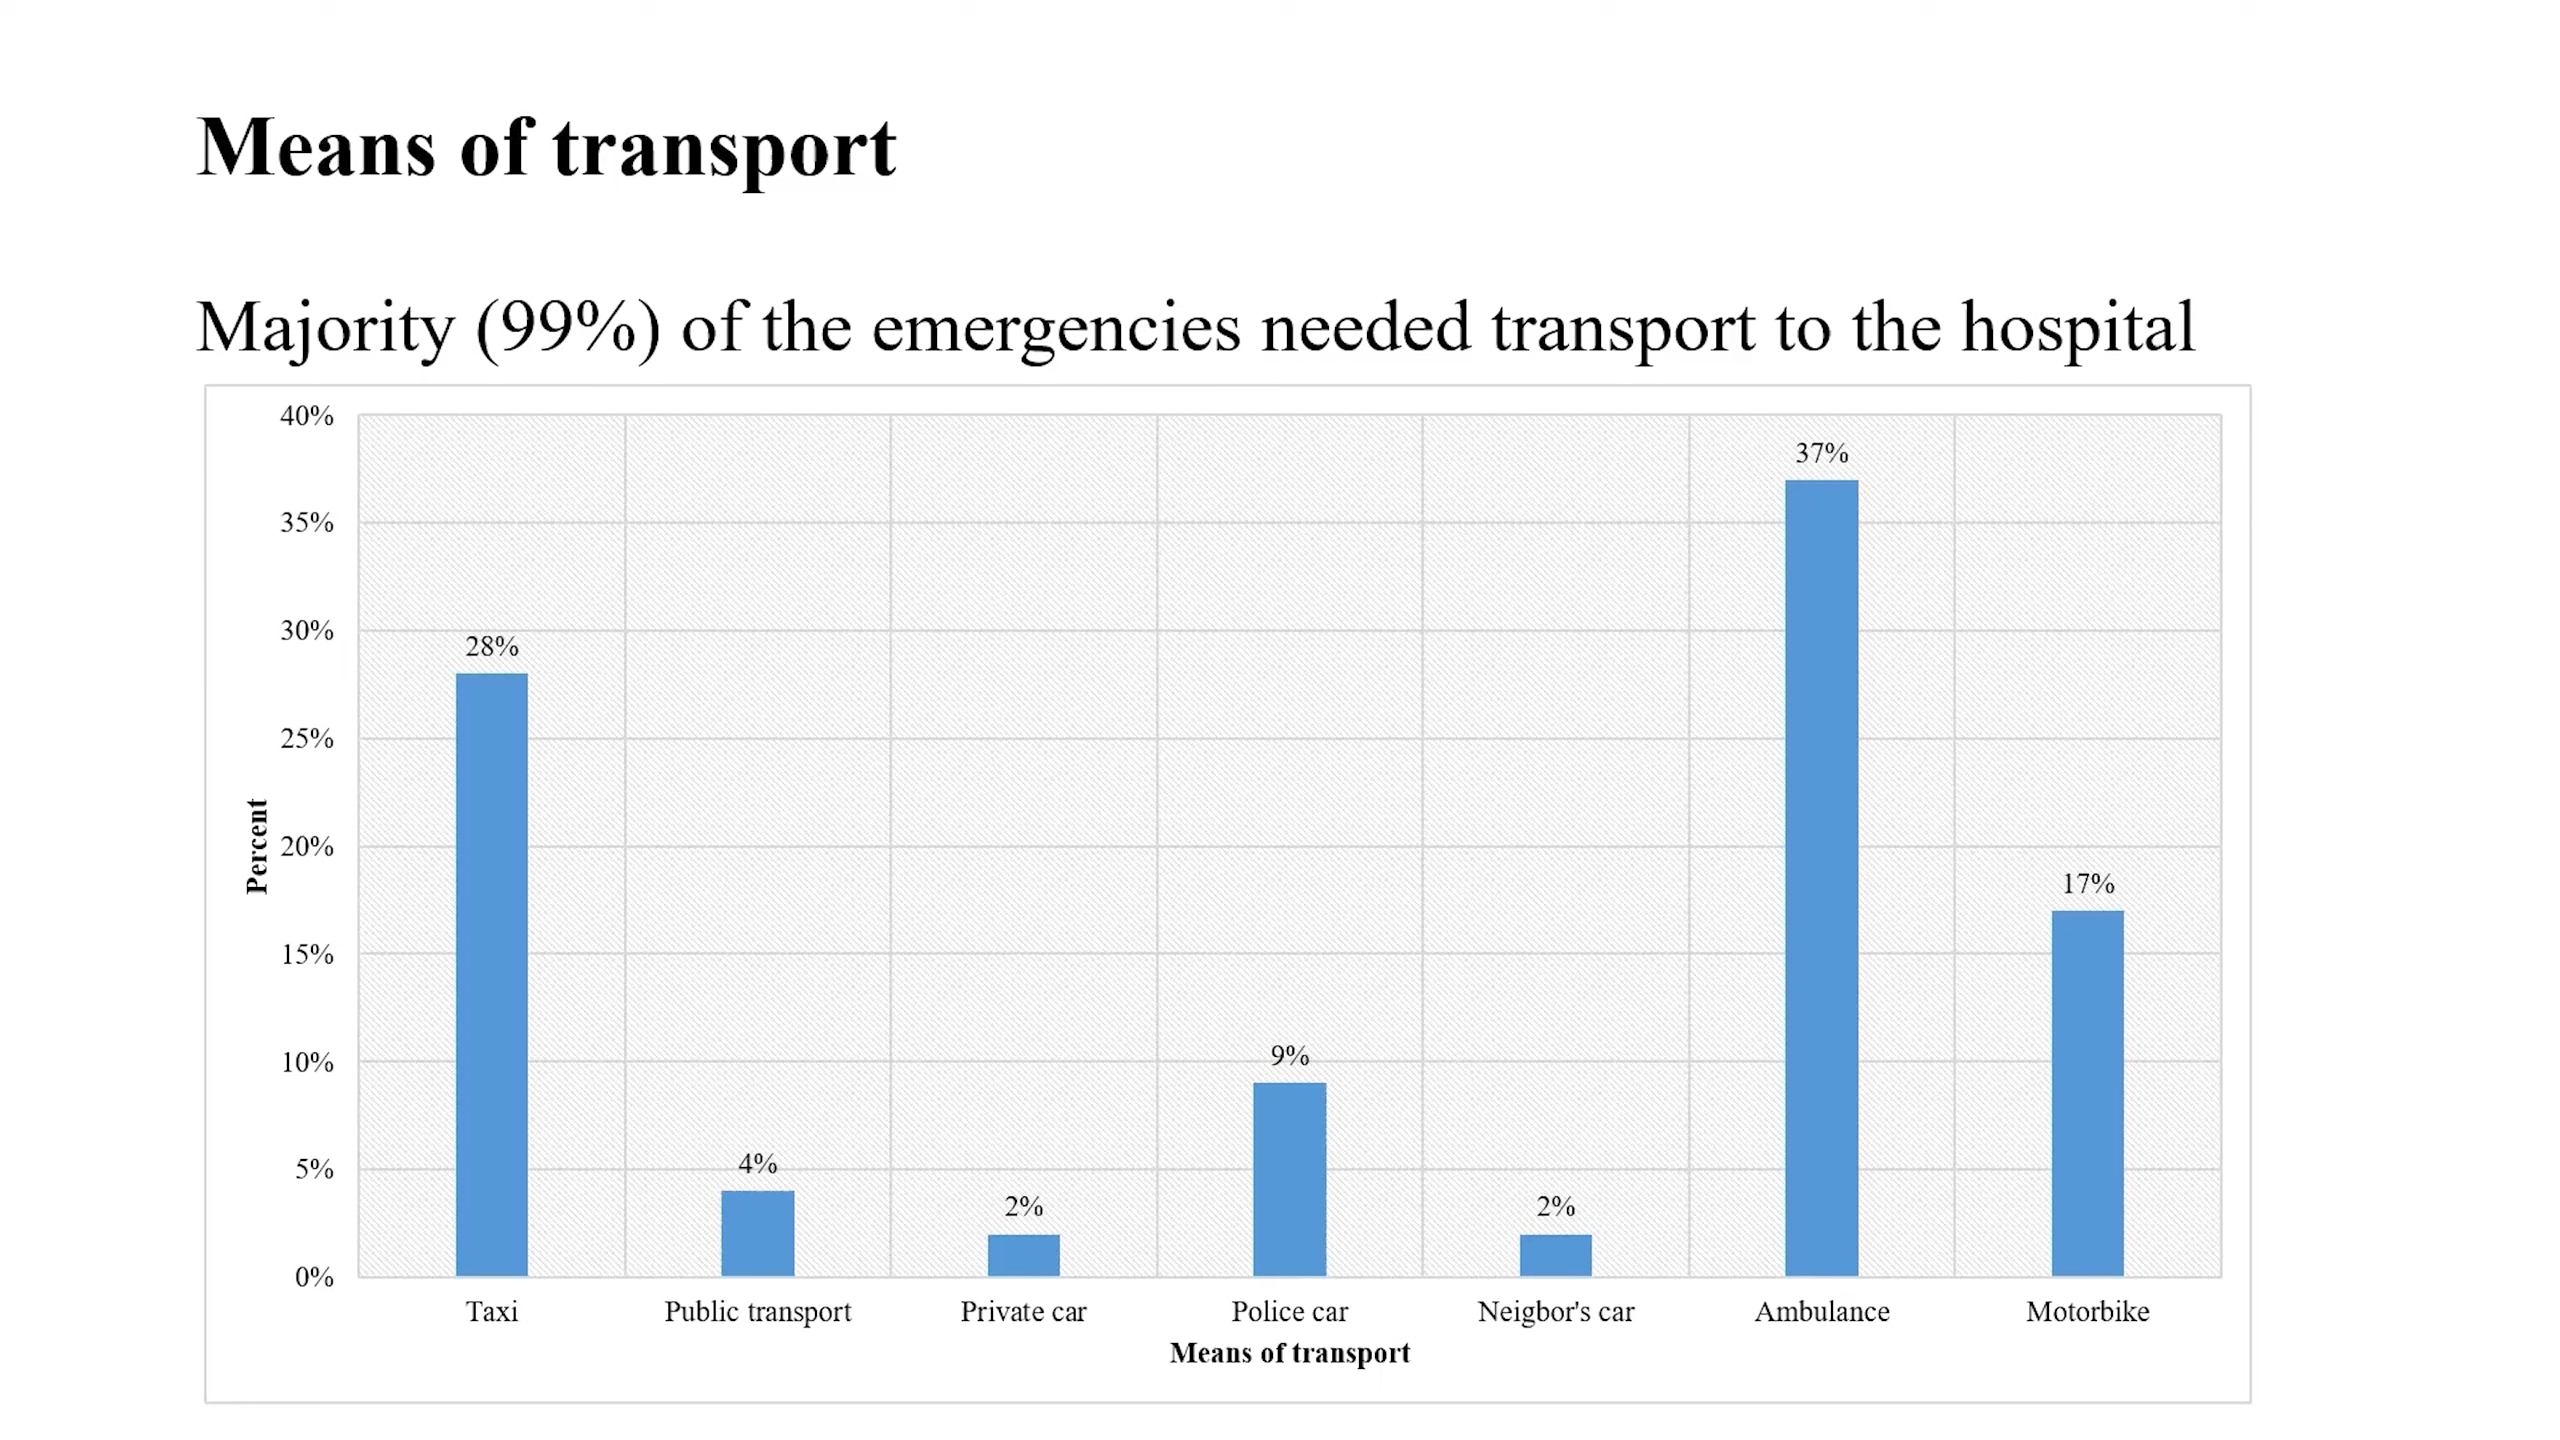 Means of transport
Majority (99%) of the emergencies needed transport to the hospital
40%
35%
30%
25%
20%
15%
10%
5%
0%
Percent
28%
4%
2%
9%
2%
37%
17%
Taxi
Public transport
Private car
Police car
Neigbor's car
Ambulance
Motorbike
Means of transport